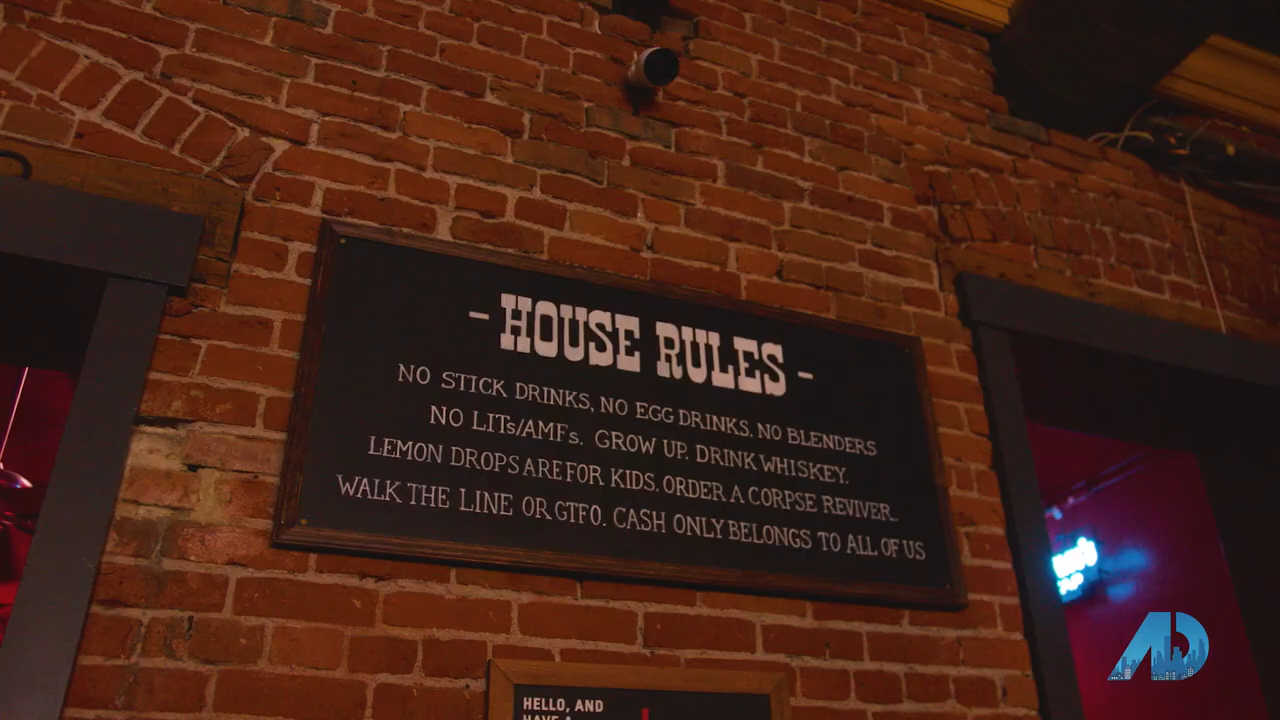 - HOUSE RULES -
NO STICK DRINKS, NO EGG DRINKS, NO BLENDERS
NO LITs/AMFs. GROW UP. DRINK WHISKEY.
LEMON DROPS ARE FOR KIDS. ORDER A CORPSE REVIVER.
WALK THE LINE OR GTFO. CASH ONLY BELONGS TO ALL OF US
HELLO, AND
HAVE A
AD